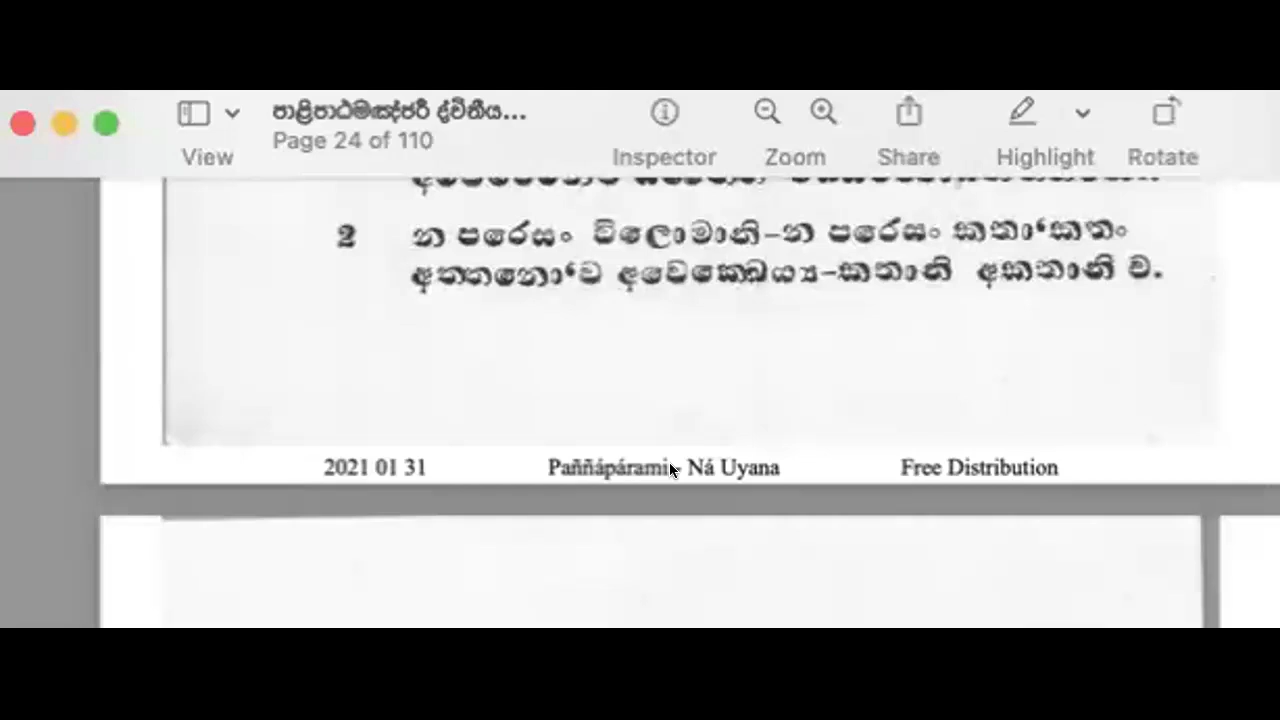 පාළිපාඨමඤ්ජරී ද්විතීය...
Page 24 of 110
View
Inspector
Zoom
Share
Highlight
Rotate
2 න පරෙසං විලොමානි-න පරෙසං කතා‘කතං
අත්තනො‘ව අවෙක්ඛෙය්‍ය-කතානි අකතානි ච.
2021 01 31 Paññápárami- Ná Uyana Free Distribution